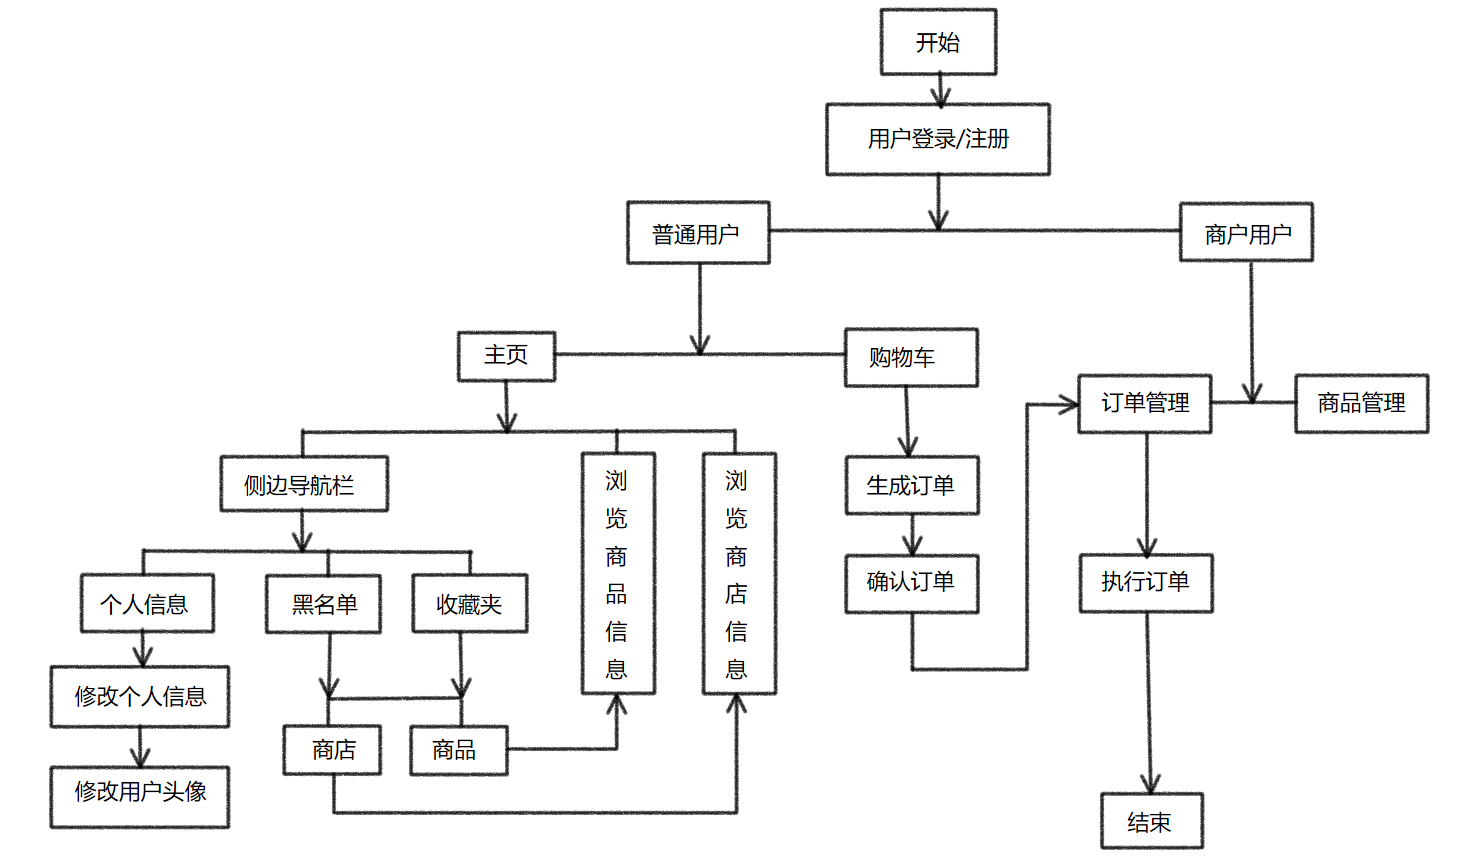 开始
用户登录/注册
普通用户
商户用户
主页
购物车
订单管理
商品管理
侧边导航栏
浏览商品信息
浏览商店信息
生成订单
个人信息
黑名单
收藏夹
确认订单
执行订单
修改个人信息
商店
商品
修改用户头像
结束